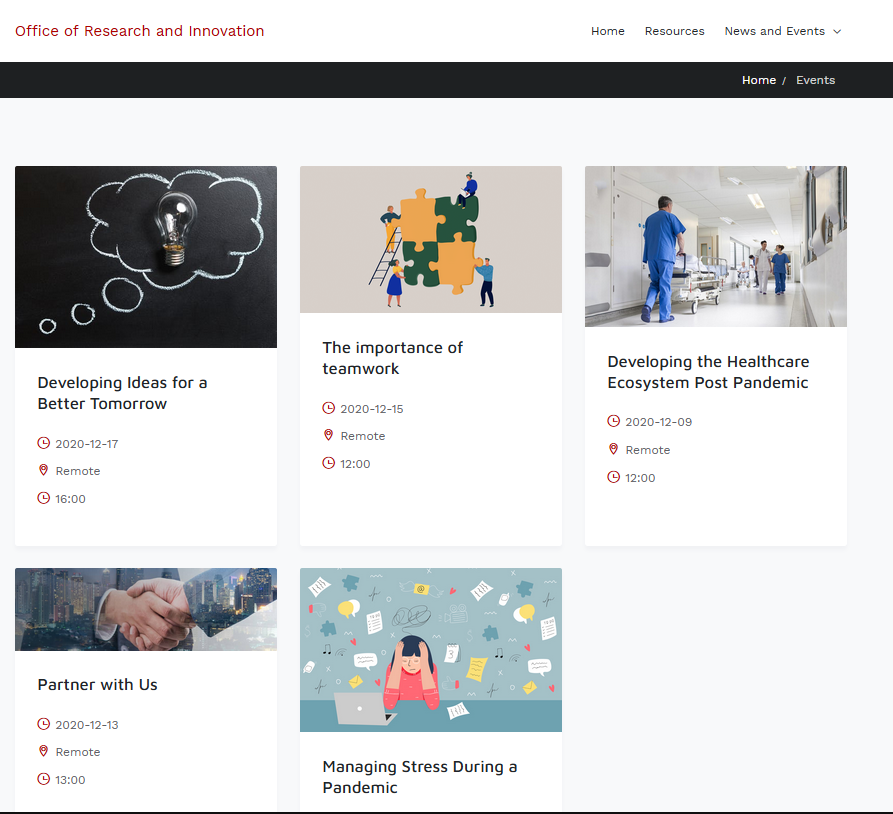 Office of Research and Innovation
Home Resources News and Events
Home / Events
Developing Ideas for a
Better Tomorrow
2020-12-17
Remote
16:00
The importance of
teamwork
2020-12-15
Remote
12:00
Developing the Healthcare
Ecosystem Post Pandemic
2020-12-09
Remote
12:00
Partner with Us
2020-12-13
Remote
13:00
@
3
Managing Stress During a
Pandemic